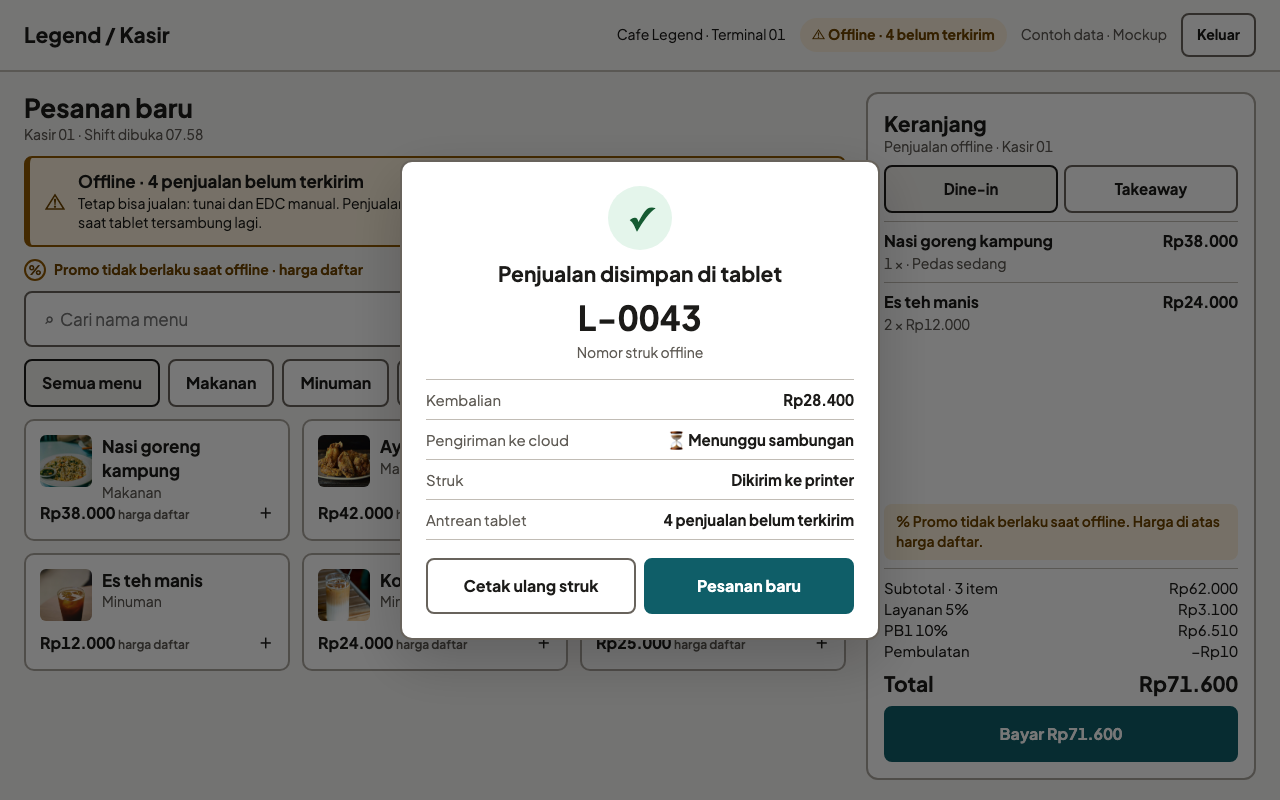 Legend / Kasir
Cafe Legend · Terminal 01
⚠ Offline · 4 belum terkirim
Contoh data · Mockup
Keluar
Pesanan baru
Kasir 01 · Shift dibuka 07.58
⚠ Offline · 4 penjualan belum terkirim
Tetap bisa jualan: tunai dan EDC manual.
saat tablet tersambung lagi.
% Promo tidak berlaku saat offline · harga daftar
Cari nama menu
Semua menu
Makanan
Minuman
Nasi goreng
kampung
Makanan
Rp38.000 harga daftar +
Rp42.000 harga daftar
Es teh manis
Minuman
Rp12.000 harga daftar +
Rp24.000 harga daftar +
Rp25.000 harga daftar +
✓
Penjualan disimpan di tablet
L-0043
Nomor struk offline
Kembalian Rp28.400
Pengiriman ke cloud ⏳ Menunggu sambungan
Struk Dikirim ke printer
Antrean tablet 4 penjualan belum terkirim
Cetak ulang struk
Pesanan baru
Keranjang
Penjualan offline · Kasir 01
Dine-in
Takeaway
Nasi goreng kampung Rp38.000
1 × · Pedas sedang
Es teh manis Rp24.000
2 × Rp12.000
% Promo tidak berlaku saat offline. Harga di atas
harga daftar.
Subtotal · 3 item Rp62.000
Layanan 5% Rp3.100
PB1 10% Rp6.510
Pembulatan −Rp10
Total Rp71.600
Bayar Rp71.600